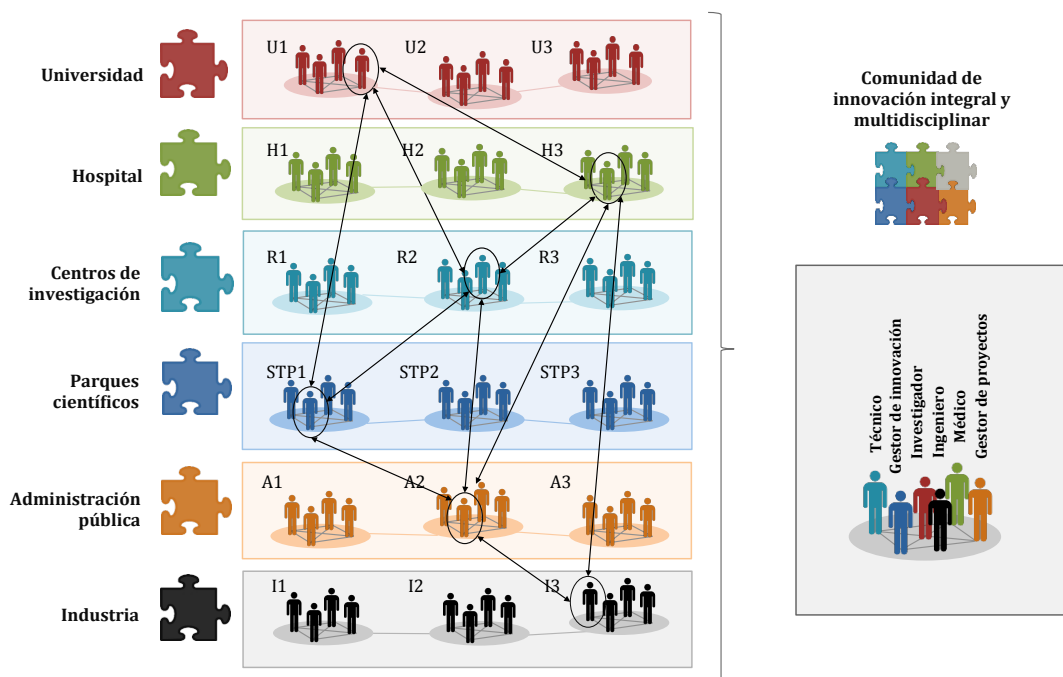 Universidad
U1
U2
U3
Hospital
H1
H2
H3
Centros de
investigación
R1
R2
R3
Parques
científicos
STP1
STP2
STP3
Administración
pública
A1
A2
A3
Industria
I1
I2
I3
Comunidad de
innovación integral y
multidisciplinar
Técnico
Gestor de innovación
Investigador
Ingeniero
Médico
Gestor de proyectos